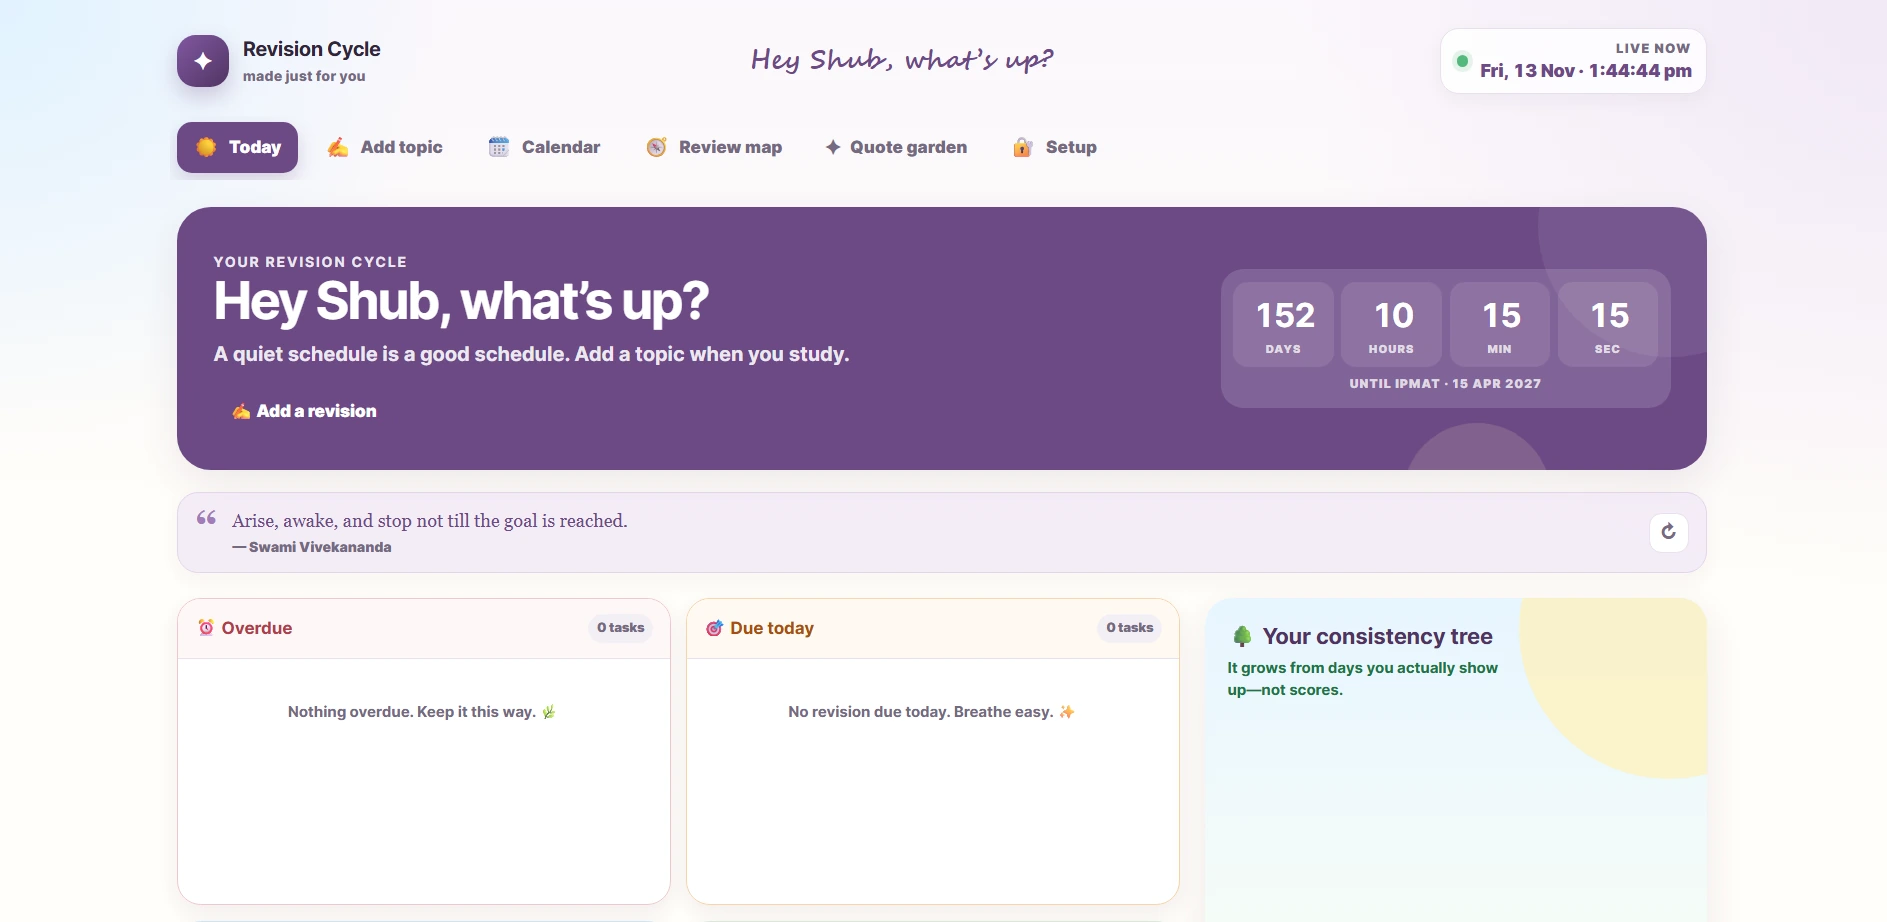 Revision Cycle
made just for you
Hey Shub, what's up?
LIVE NOW
Fri, 13 Nov · 1:44:44 pm
Today
Add topic
Calendar
Review map
Quote garden
Setup
YOUR REVISION CYCLE
Hey Shub, what's up?
A quiet schedule is a good schedule. Add a topic when you study.
Add a revision
152
DAYS
10
HOURS
15
MIN
15
SEC
UNTIL IPMAT · 15 APR 2027
“ Arise, awake, and stop not till the goal is reached.
— Swami Vivekananda
Overdue
0 tasks
Nothing overdue. Keep it this way.
Due today
0 tasks
No revision due today. Breathe easy.
Your consistency tree
It grows from days you actually show
up—not scores.